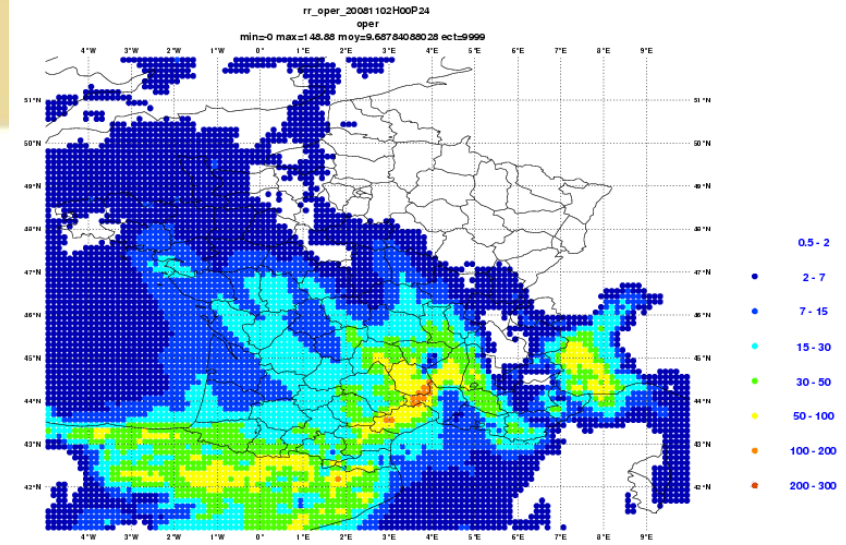 rr_oper_20081102H00P24
oper
min=-0 max=148.88 moy=9.68784088028 ect=9999
4°W 3°W 2°W 1°W 0° 1°E 2°E 3°E 4°E 5°E 6°E 7°E 8°E 9°E
51°N 51°N
50°N 50°N
49°N 49°N
48°N 48°N
0.5 - 2
47°N 47°N
2 - 7
46°N 46°N
7 - 15
45°N 45°N
15 - 30
30 - 50
44°N 44°N
50 - 100
43°N 43°N
100 - 200
42°N 42°N
200 - 300
4°W 3°W 2°W 1°W 0° 1°E 2°E 3°E 4°E 5°E 6°E 7°E 8°E 9°E